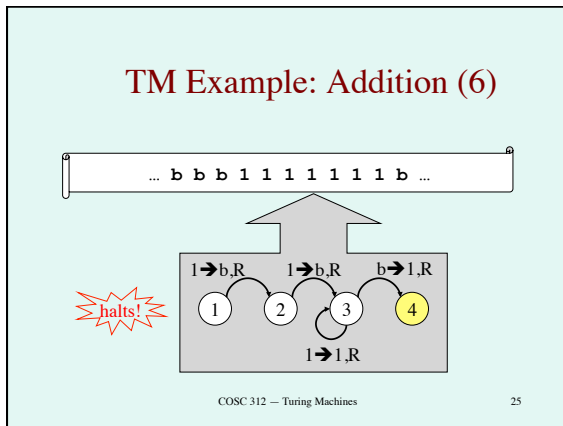 TM Example: Addition (6)
... b b b 1 1 1 1 1 1 1 b ...
1➔b,R 1➔b,R b➔1,R
halts! 1 2 3 4
1➔1,R
COSC 312 — Turing Machines 25